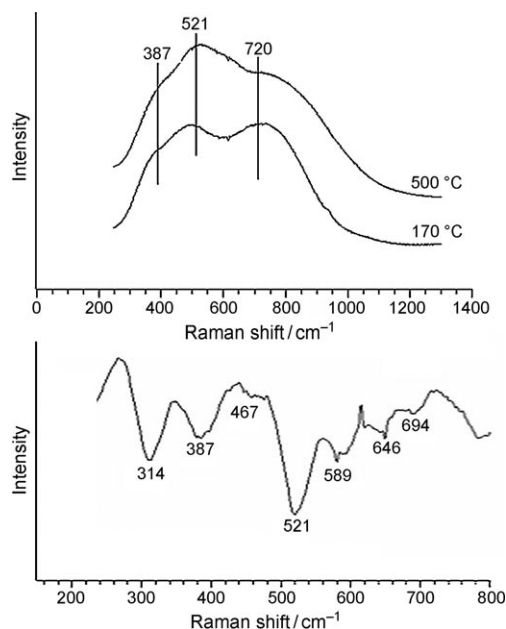 521
387
720
Intensity
500 °C
170 °C
0 200 400 600 800 1000 1200 1400
Raman shift / cm⁻¹
Intensity
467
314
387
694
646
589
521
200 300 400 500 600 700 800
Raman shift / cm⁻¹